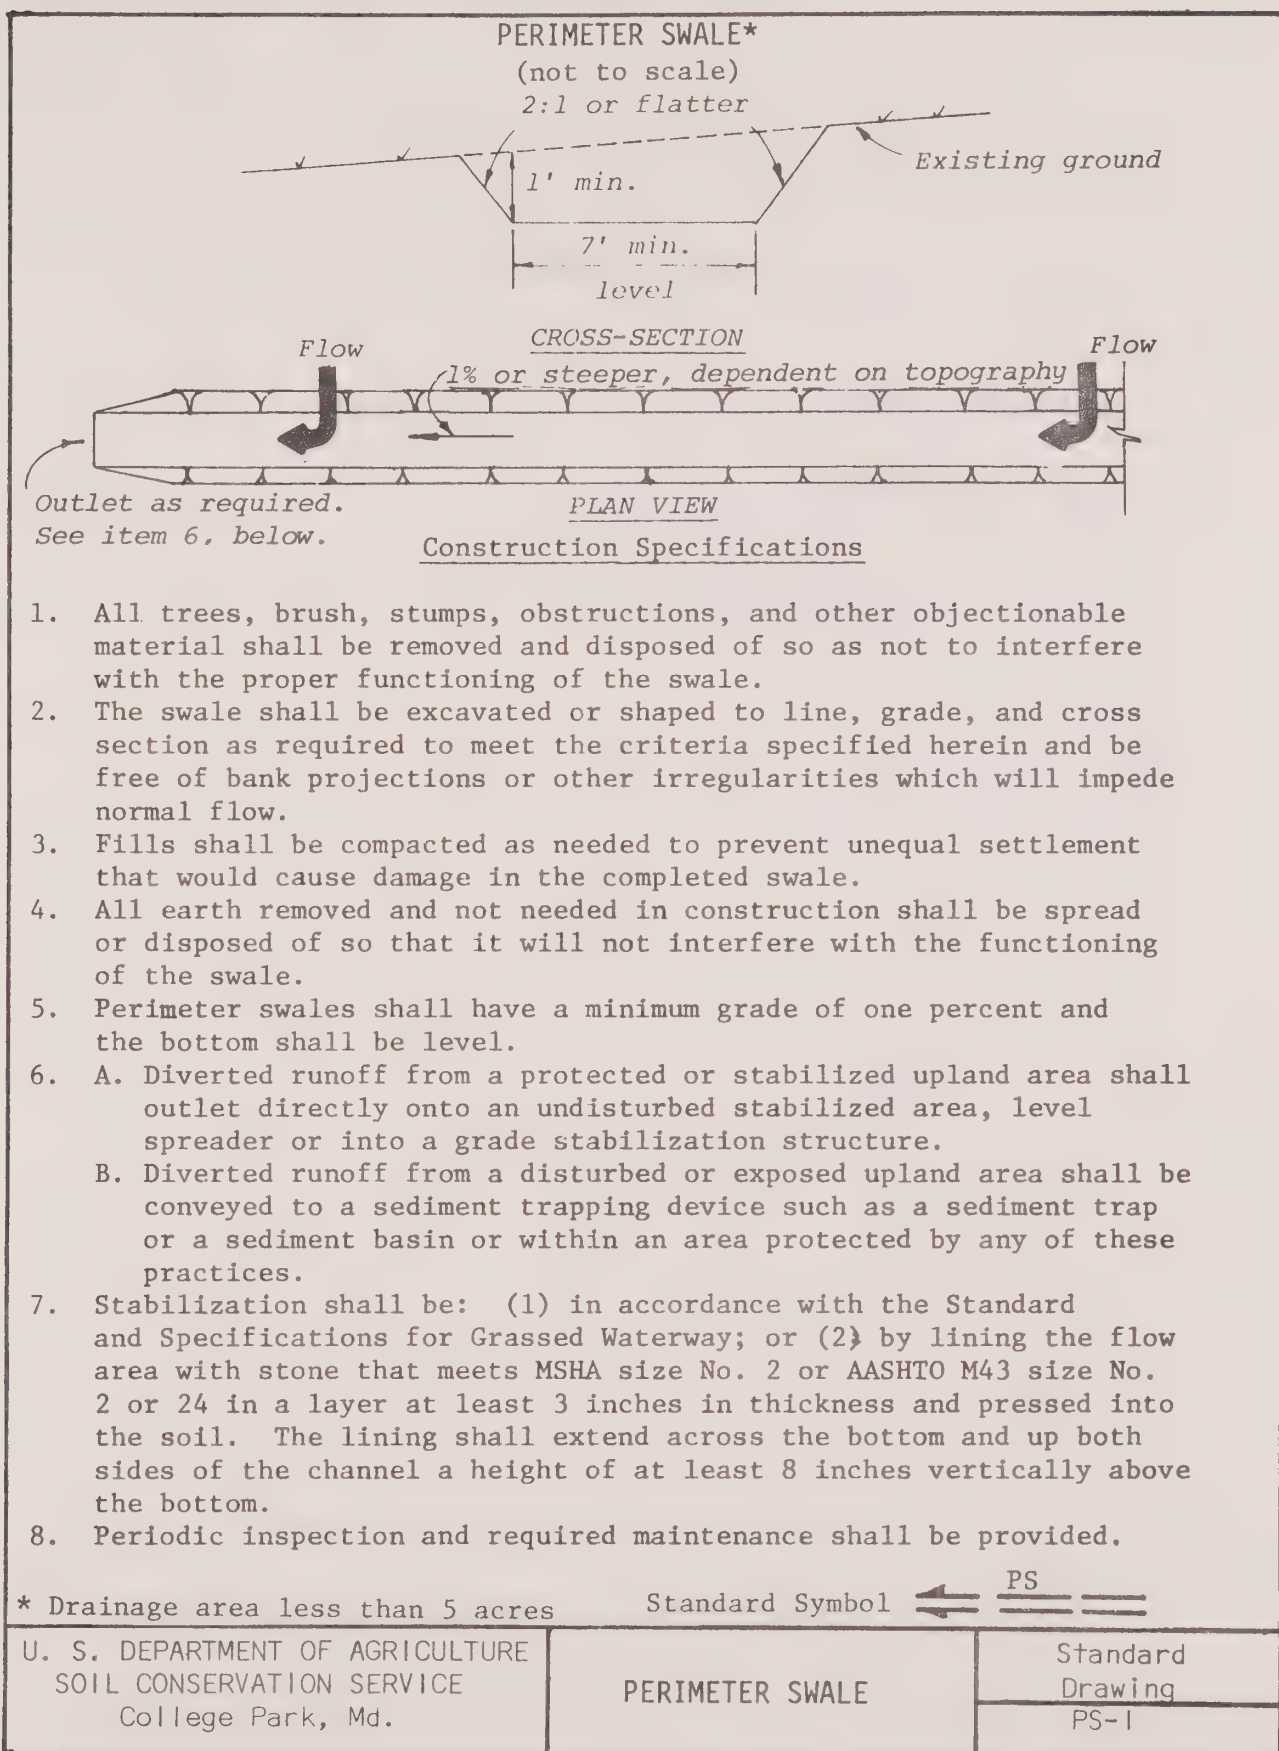 PERIMETER SWALE*
(not to scale)
2:1 or flatter
Existing ground
1' min.
7' min.
level
CROSS-SECTION
Flow
Flow
1% or steeper, dependent on topography
Outlet as required.
See item 6, below.
PLAN VIEW
Construction Specifications
1. All trees, brush, stumps, obstructions, and other objectionable
material shall be removed and disposed of so as not to interfere
with the proper functioning of the swale.
2. The swale shall be excavated or shaped to line, grade, and cross
section as required to meet the criteria specified herein and be
free of bank projections or other irregularities which will impede
normal flow.
3. Fills shall be compacted as needed to prevent unequal settlement
that would cause damage in the completed swale.
4. All earth removed and not needed in construction shall be spread
or disposed of so that it will not interfere with the functioning
of the swale.
5. Perimeter swales shall have a minimum grade of one percent and
the bottom shall be level.
6. A. Diverted runoff from a protected or stabilized upland area shall
outlet directly onto an undisturbed stabilized area, level
spreader or into a grade stabilization structure.
B. Diverted runoff from a disturbed or exposed upland area shall be
conveyed to a sediment trapping device such as a sediment trap
or a sediment basin or within an area protected by any of these
practices.
7. Stabilization shall be: (1) in accordance with the Standard
and Specifications for Grassed Waterway; or (2) by lining the flow
area with stone that meets MSHA size No. 2 or AASHTO M43 size No.
2 or 24 in a layer at least 3 inches in thickness and pressed into
the soil. The lining shall extend across the bottom and up both
sides of the channel a height of at least 8 inches vertically above
the bottom.
8. Periodic inspection and required maintenance shall be provided.
* Drainage area less than 5 acres
Standard Symbol
PS
U. S. DEPARTMENT OF AGRICULTURE
SOIL CONSERVATION SERVICE
College Park, Md.
PERIMETER SWALE
Standard
Drawing
PS-1